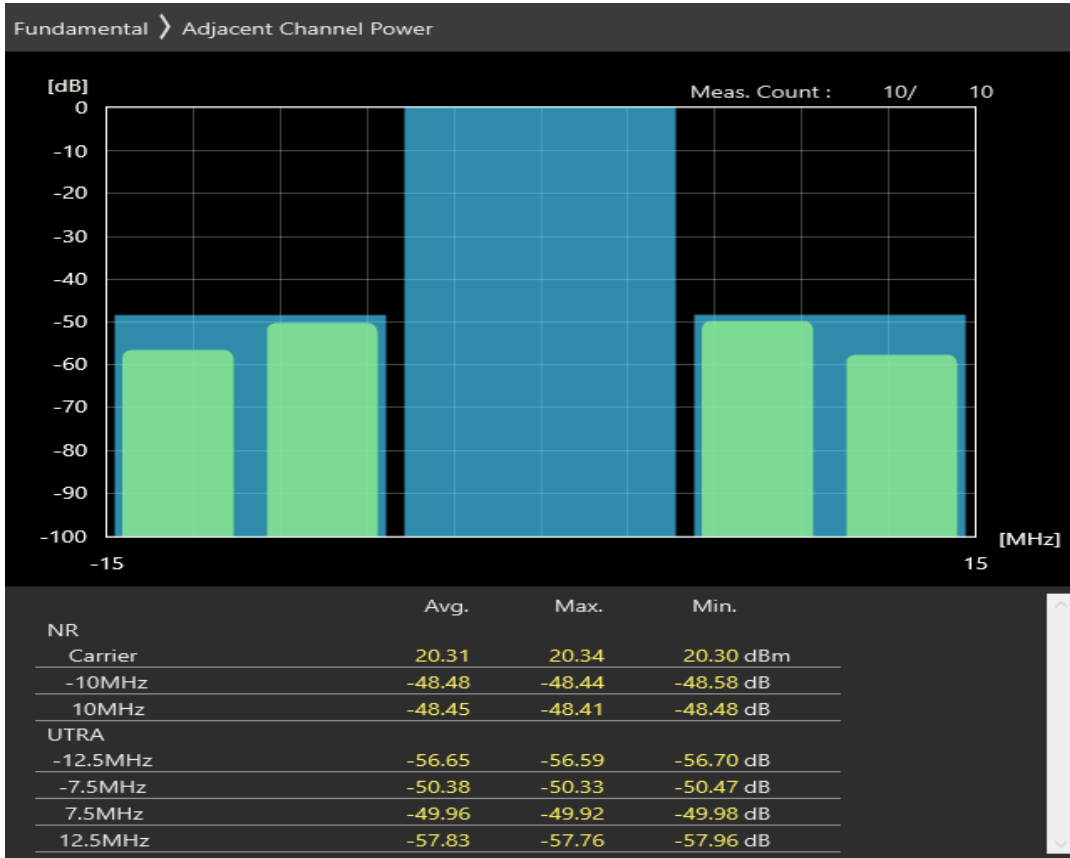 Fundamental 〉 Adjacent Channel Power
[dB]
Meas. Count : 10/ 10
0
-10
-20
-30
-40
-50
-60
-70
-80
-90
-100
[MHz]
-15 15
Avg. Max. Min.
NR
Carrier 20.31 20.34 20.30 dBm
-10MHz -48.48 -48.44 -48.58 dB
10MHz -48.45 -48.41 -48.48 dB
UTRA
-12.5MHz -56.65 -56.59 -56.70 dB
-7.5MHz -50.38 -50.33 -50.47 dB
7.5MHz -49.96 -49.92 -49.98 dB
12.5MHz -57.83 -57.76 -57.96 dB